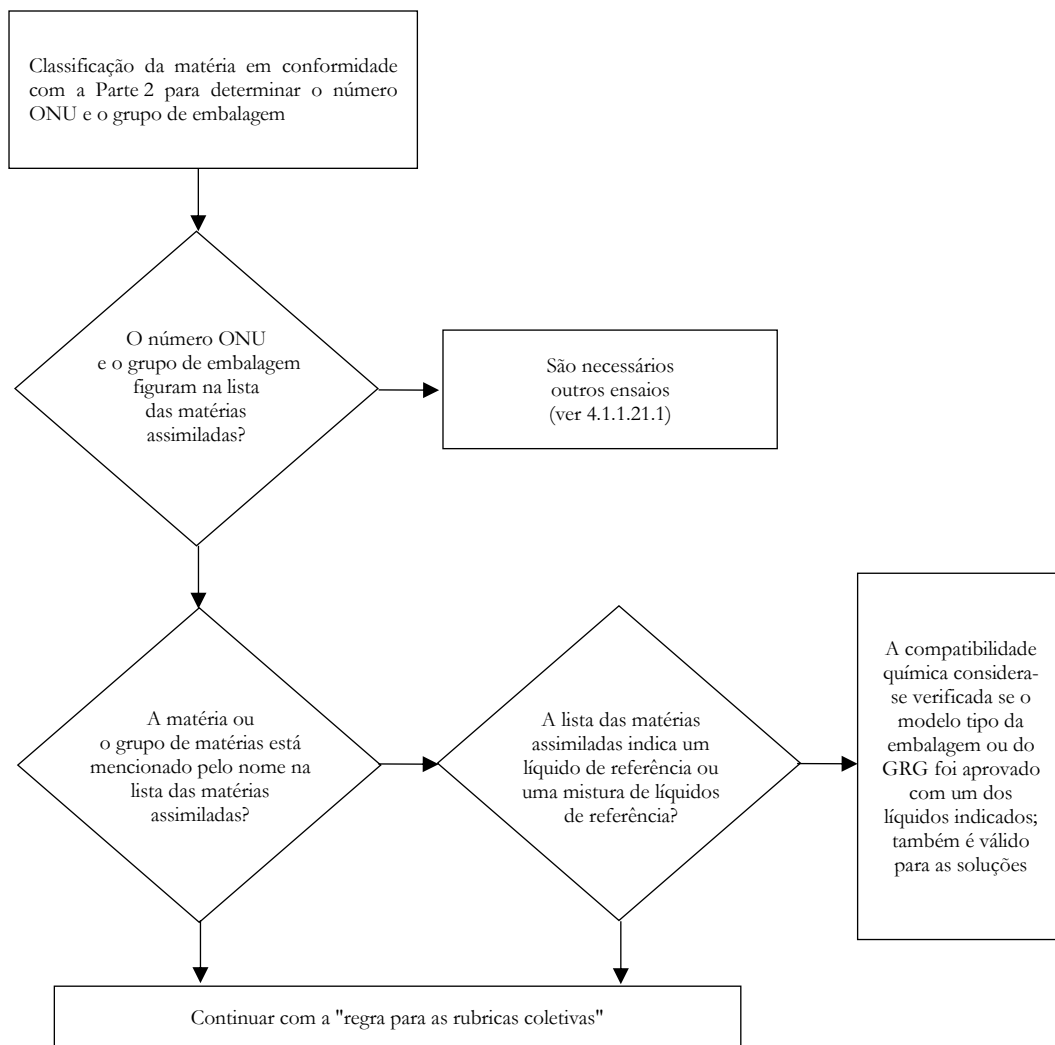 Classificação da matéria em conformidade
com a Parte 2 para determinar o número
ONU e o grupo de embalagem
O número ONU
e o grupo de embalagem
figuram na lista
das matérias
assimiladas?
São necessários
outros ensaios
(ver 4.1.1.21.1)
A matéria ou
o grupo de matérias está
mencionado pelo nome na
lista das matérias
assimiladas?
A lista das matérias
assimiladas indica um
líquido de referência ou
uma mistura de líquidos
de referência?
A compatibilidade
química considera-
se verificada se o
modelo tipo da
embalagem ou do
GRG foi aprovado
com um dos
líquidos indicados;
também é válido
para as soluções
Continuar com a "regra para as rubricas coletivas"